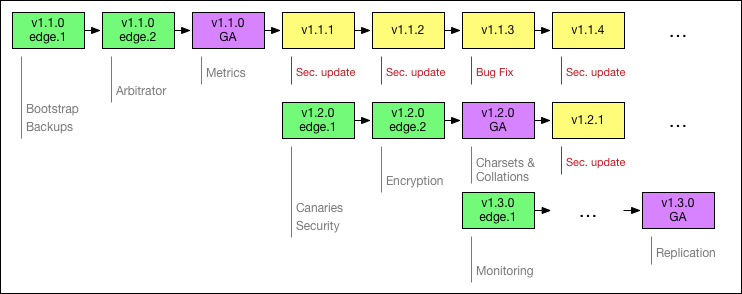 v1.1.0
edge.1
v1.1.0
edge.2
v1.1.0
GA
v1.1.1
v1.1.2
v1.1.3
v1.1.4
...
Bootstrap
Backups
Arbitrator
Metrics
Sec. update
Sec. update
Bug Fix
Sec. update
v1.2.0
edge.1
v1.2.0
edge.2
v1.2.0
GA
v1.2.1
...
Canaries
Security
Encryption
Charsets &
Collations
Sec. update
v1.3.0
edge.1
...
v1.3.0
GA
Monitoring
Replication